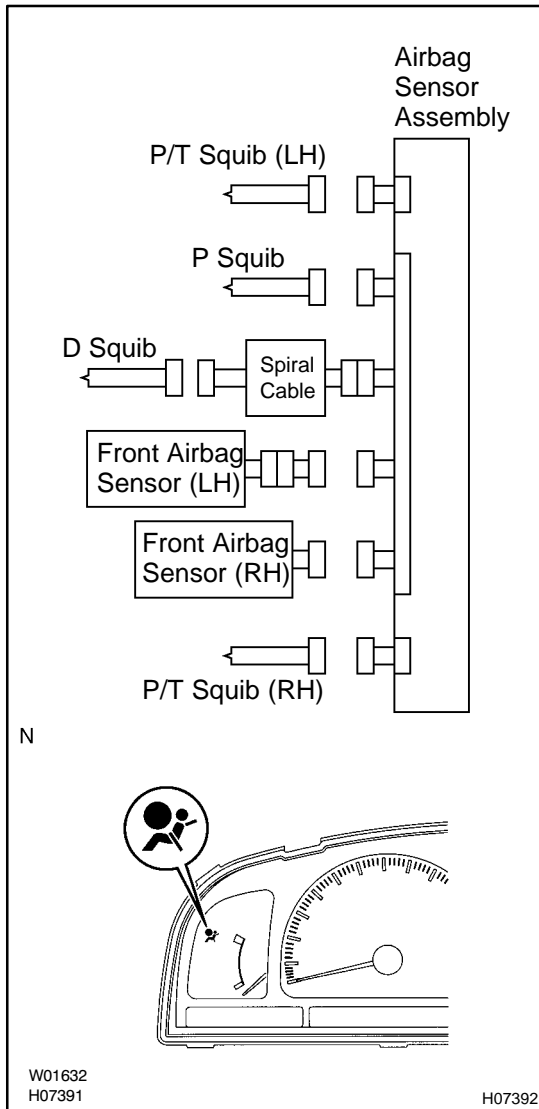 Airbag
Sensor
Assembly
P/T Squib (LH)
P Squib
D Squib
Spiral
Cable
Front Airbag
Sensor (LH)
Front Airbag
Sensor (RH)
P/T Squib (RH)
N
W01632
H07391
H07392